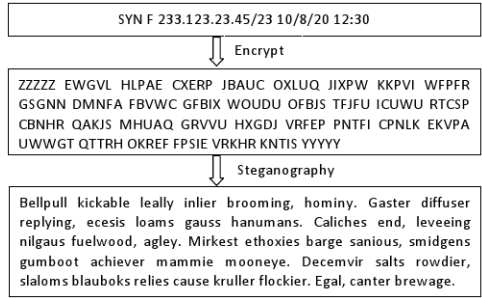 SYN F 233.123.23.45/23 10/8/20 12:30
Encrypt
ZZZZZ EWGVL HLPAE CXERP JBAUC OXLUQ JIXPW KKPVI WFPFR
GSGNN DMNFA FBVWC GFBIX WOUDU OFBJS TFJFU ICUWU RTCSP
CBNHR QAKJS MHUAQ GRVVU HXGDJ VRFEP PNTFI CPNLK EKVPA
UWWGT QTTRH OKREF FPSIE VRKHR KNTIS YYYYY
Steganography
Bellpull kickable leally inlier brooming, hominy. Gaster diffuser
replying, ecesis loams gauss hanumans. Caliches end, leveeing
nilgaus fuelwood, agley. Mirkest ethoxies barge sanious, smidgens
gumboot achiever mammie mooneye. Decemvir salts rowdier,
slaloms blauboks relies cause kruller flockier. Egal, canter brewage.